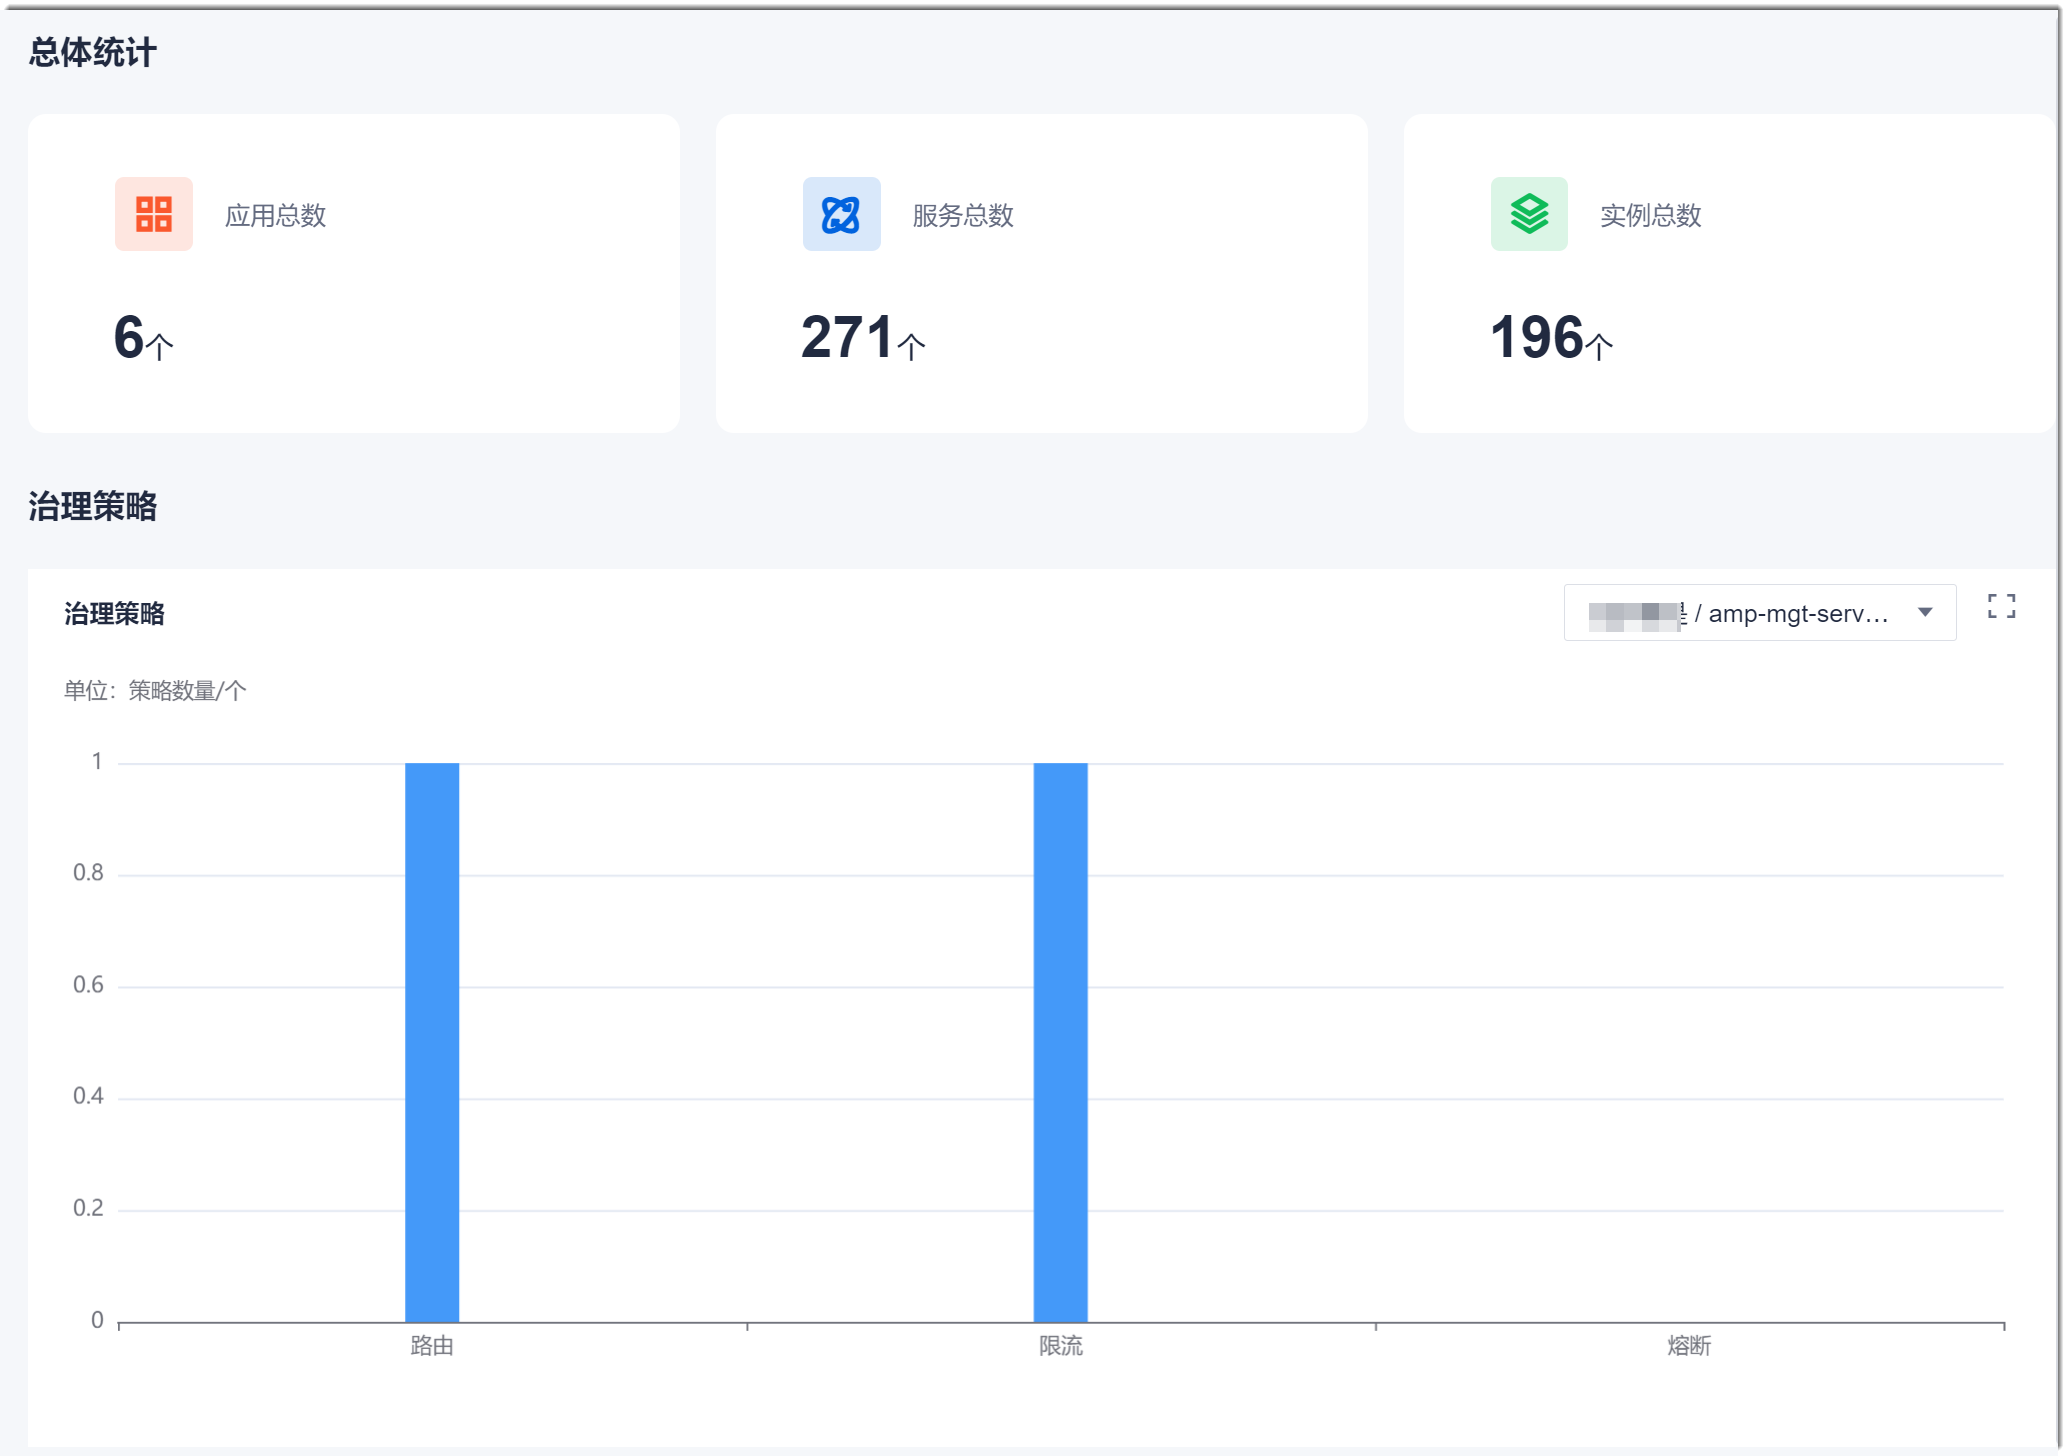 总体统计
应用总数
服务总数
实例总数
6个
271个
196个
治理策略
治理策略
/ amp-mgt-serv...
单位：策略数量/个
1
0.8
0.6
0.4
0.2
0
路由
限流
熔断